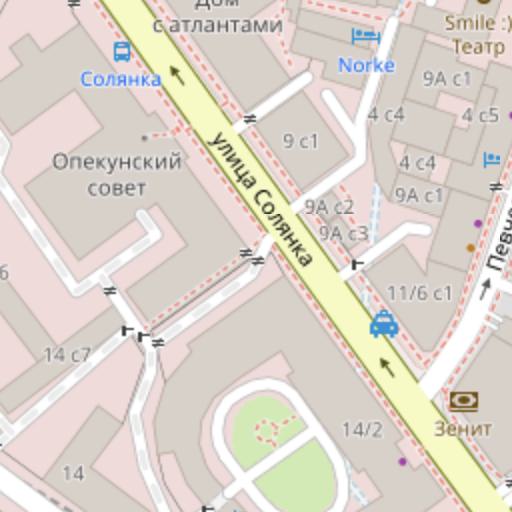 Дом
с атлантами
Smile :)
Театр
Солянка
Norke
9А с1
4 с4
4 с5
9 с1
Опекунский
совет
4 с4
9А с1
9А с2
9А с3
улица Солянка
11/6 с1
14 с7
Зенит
14/2
14